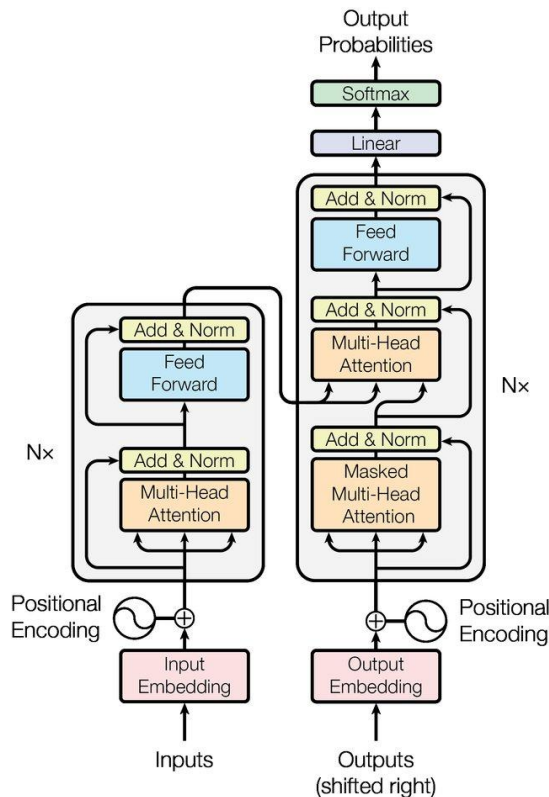 Output
Probabilities
Softmax
Linear
Add & Norm
Feed
Forward
Add & Norm
Multi-Head
Attention
Add & Norm
Masked
Multi-Head
Attention
N×
Add & Norm
Feed
Forward
Add & Norm
Multi-Head
Attention
N×
Positional
Encoding
Positional
Encoding
Input
Embedding
Output
Embedding
Inputs
Outputs
(shifted right)